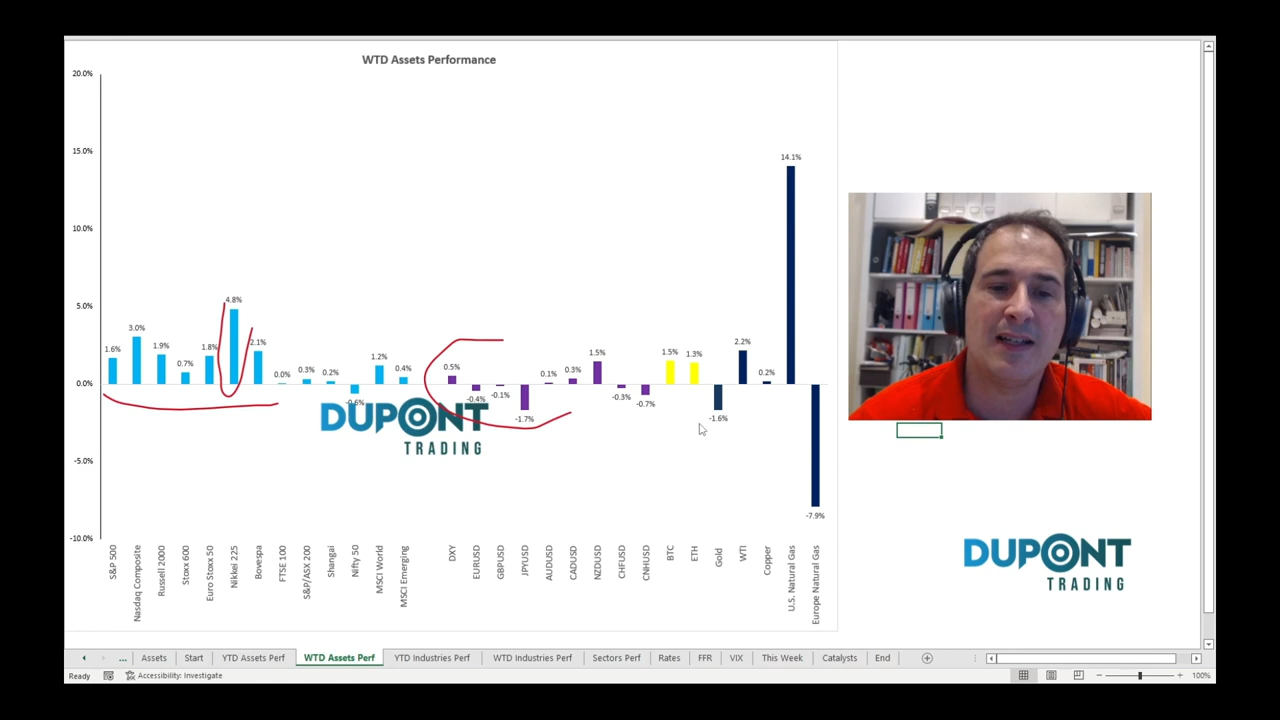 WTD Assets Performance
20.0%
15.0%
10.0%
5.0%
0.0%
-5.0%
-10.0%
1.6%
3.0%
1.9%
0.7%
1.8%
4.8%
2.1%
0.0%
0.3%
0.2%
-0.6%
1.2%
0.4%
0.5%
-0.4%
-0.1%
-1.7%
0.1%
0.3%
1.5%
-0.3%
-0.7%
1.5%
1.3%
-1.6%
2.2%
0.2%
14.1%
-7.9%
DUPONT
TRADING
S&P 500
Nasdaq Composite
Russell 2000
Stoxx 600
Euro Stoxx 50
Nikkei 225
Bovespa
FTSE 100
S&P/ASX 200
Shangai
Nifty 50
MSCI World
MSCI Emerging
DXY
EURUSD
GBPUSD
JPYUSD
AUDUSD
CADUSD
NZDUSD
CHFUSD
CNHUSD
BTC
ETH
Gold
WTI
Copper
U.S. Natural Gas
Europe Natural Gas
DUPONT
TRADING
... Assets Start YTD Assets Perf WTD Assets Perf YTD Industries Perf WTD Industries Perf Sectors Perf Rates FFR VIX This Week Catalysts End
Ready Accessibility: Investigate 100%